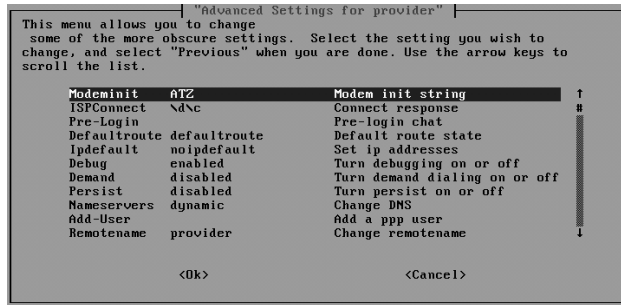 "Advanced Settings for provider"
This menu allows you to change
some of the more obscure settings. Select the setting you wish to
change, and select "Previous" when you are done. Use the arrow keys to
scroll the list.
Modeminit ATZ Modem init string ↑
ISPConnect \d\c Connect response #
Pre-Login Pre-login chat
Defaultroute defaultroute Default route state
Ipdefault noipdefault Set ip addresses
Debug enabled Turn debugging on or off
Demand disabled Turn demand dialing on or off
Persist disabled Turn persist on or off
Nameservers dynamic Change DNS
Add-User Add a ppp user
Remotename provider Change remotename ↓
<Ok> <Cancel>